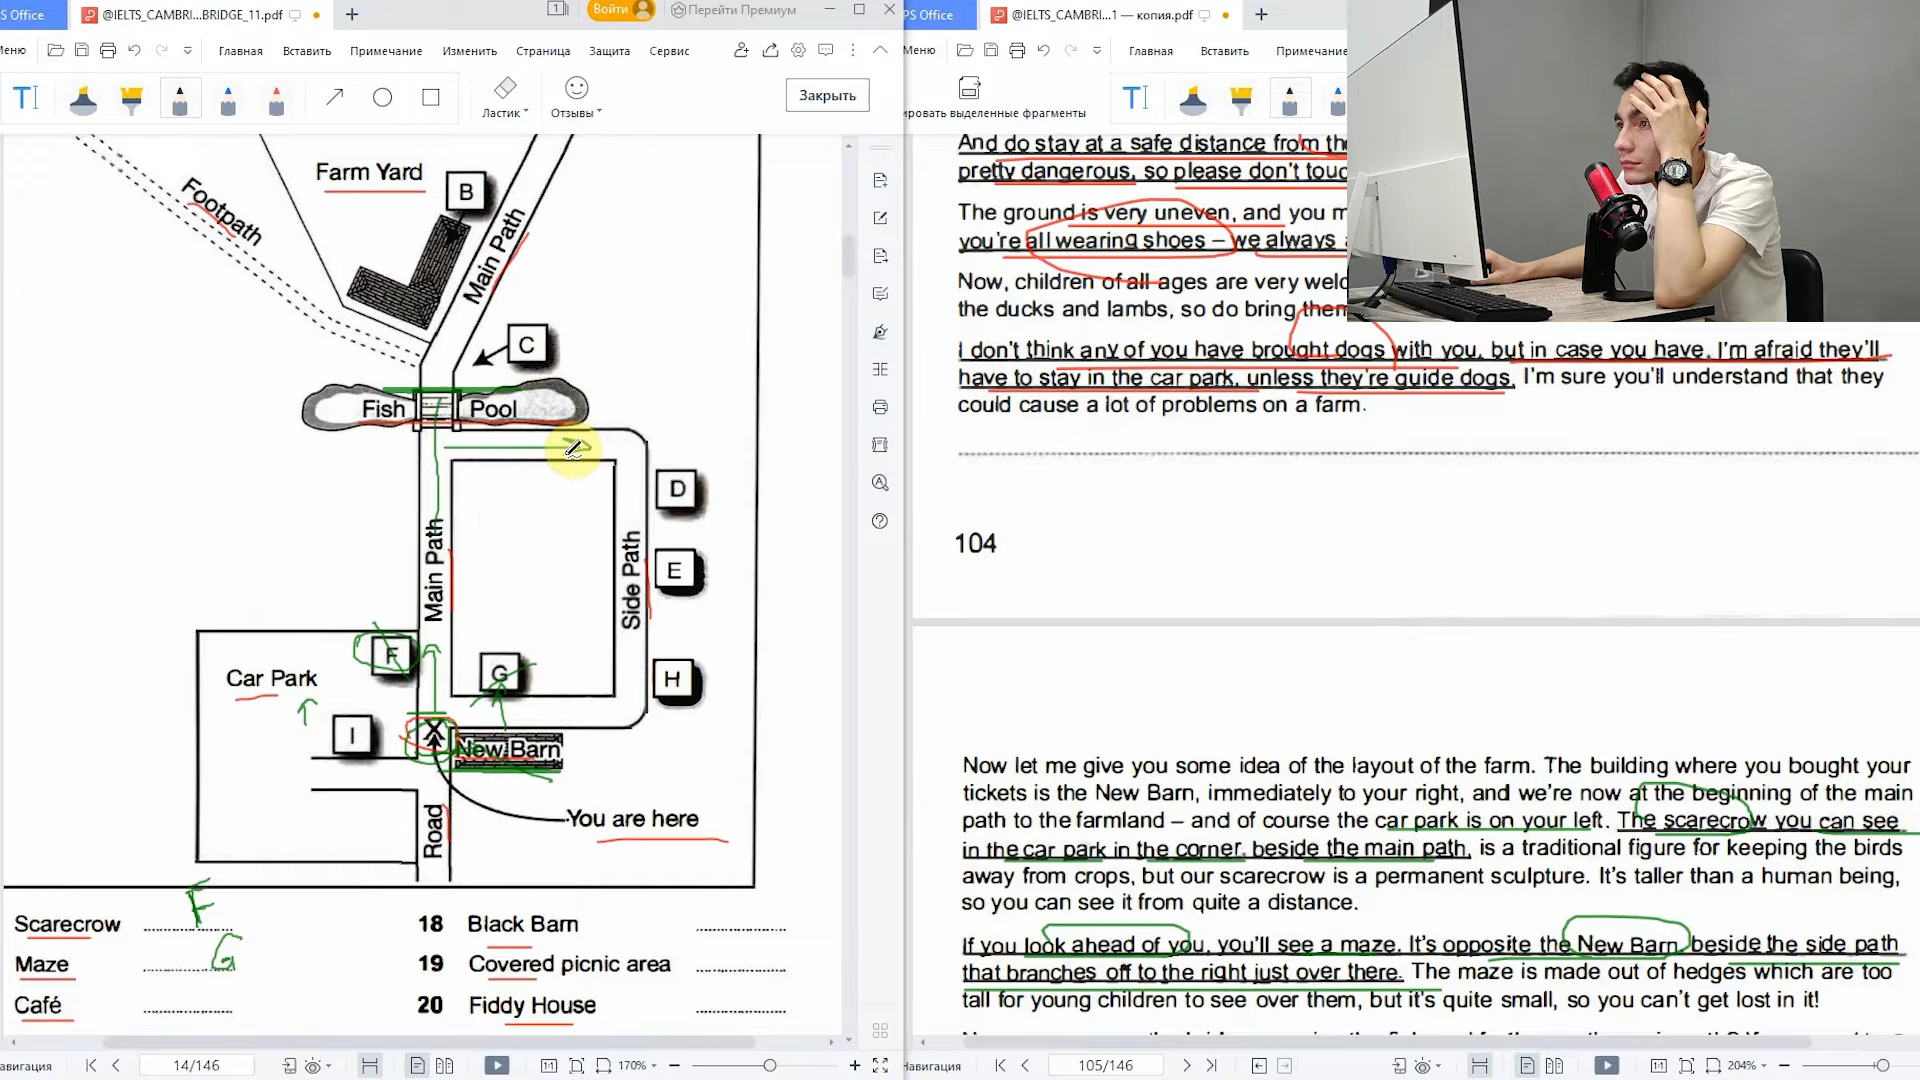 S Office
@IELTS_CAMBRI...BRIDGE_11.pdf
Войти
Перейти Премиум
PS Office
@IELTS_CAMBRI...1 — копия.pdf
Меню
Главная
Вставить
Примечание
Изменить
Страница
Защита
Сервис
Меню
Главная
Вставить
Примечание
Ластик
Отзывы
Закрыть
ировать выделенные фрагменты
Farm Yard
B
Footpath
Main Path
C
Fish
Pool
D
Main Path
Side Path
E
F
G
H
Car Park
I
X
New Barn
You are here
Road
F
Scarecrow
18 Black Barn
G
Maze
19 Covered picnic area
Café
20 Fiddy House
And do stay at a safe distance from the
pretty dangerous, so please don't touc
The ground is very uneven, and you m
you're all wearing shoes – we always
Now, children of all ages are very welc
the ducks and lambs, so do bring them
I don't think any of you have brought dogs with you, but in case you have, I'm afraid they'll
have to stay in the car park, unless they're guide dogs. I'm sure you'll understand that they
could cause a lot of problems on a farm.
104
Now let me give you some idea of the layout of the farm. The building where you bought your
tickets is the New Barn, immediately to your right, and we're now at the beginning of the main
path to the farmland – and of course the car park is on your left. The scarecrow you can see
in the car park in the corner, beside the main path, is a traditional figure for keeping the birds
away from crops, but our scarecrow is a permanent sculpture. It's taller than a human being,
so you can see it from quite a distance.
If you look ahead of you, you'll see a maze. It's opposite the New Barn, beside the side path
that branches off to the right just over there. The maze is made out of hedges which are too
tall for young children to see over them, but it's quite small, so you can't get lost in it!
авигация
14/146
170%
Навигация
105/146
204%